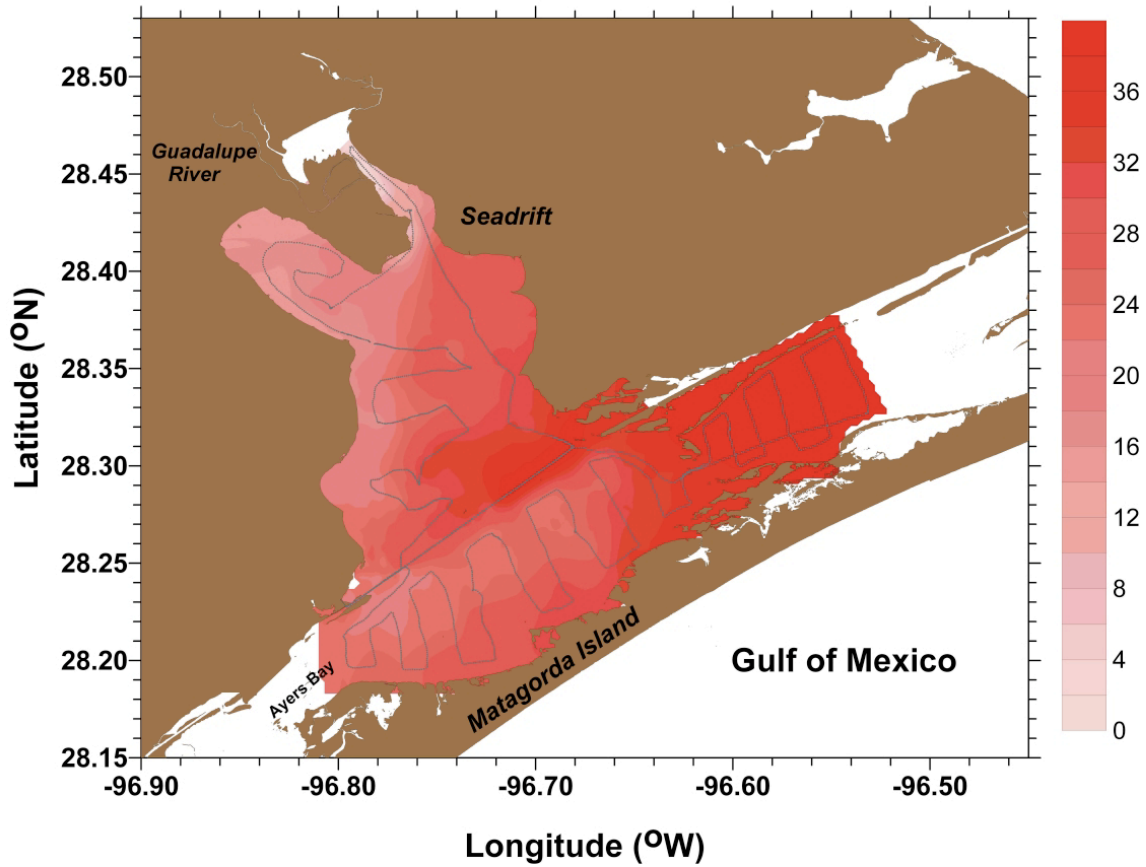 28.50
28.45
28.40
28.35
28.30
28.25
28.20
28.15
Latitude (ᴼN)
-96.90
-96.80
-96.70
-96.60
-96.50
Longitude (ᴼW)
Guadalupe
River
Seadrift
Ayers Bay
Matagorda Island
Gulf of Mexico
36
32
28
24
20
16
12
8
4
0